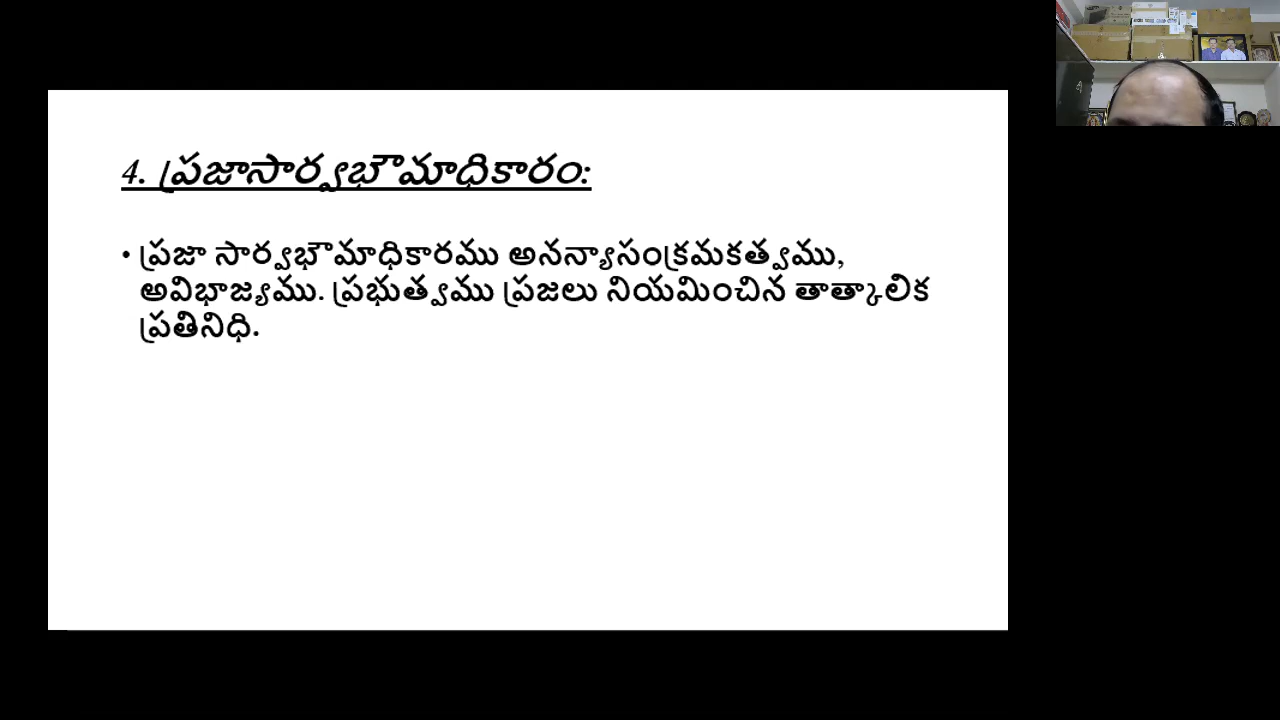 4. ప్రజాసార్వభౌమాధికారం:
• ప్రజా సార్వభౌమాధికారము అనన్యాసంక్రమకత్వము,
అవిభాజ్యము. ప్రభుత్వము ప్రజలు నియమించిన తాత్కాలిక
ప్రతినిధి.